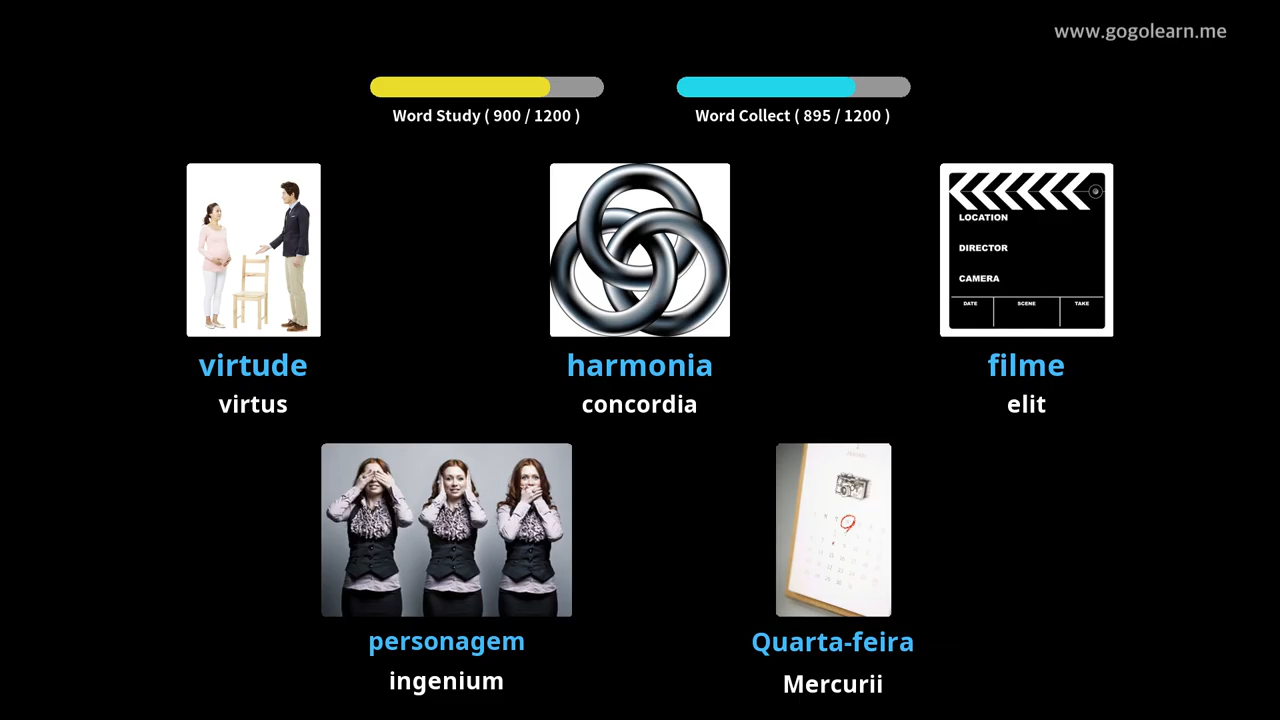 www.gogolearn.me
Word Study ( 900 / 1200 )
Word Collect ( 895 / 1200 )
LOCATION
DIRECTOR
CAMERA
DATE SCENE TAKE
virtude
harmonia
filme
virtus
concordia
elit
personagem
Quarta-feira
ingenium
Mercurii